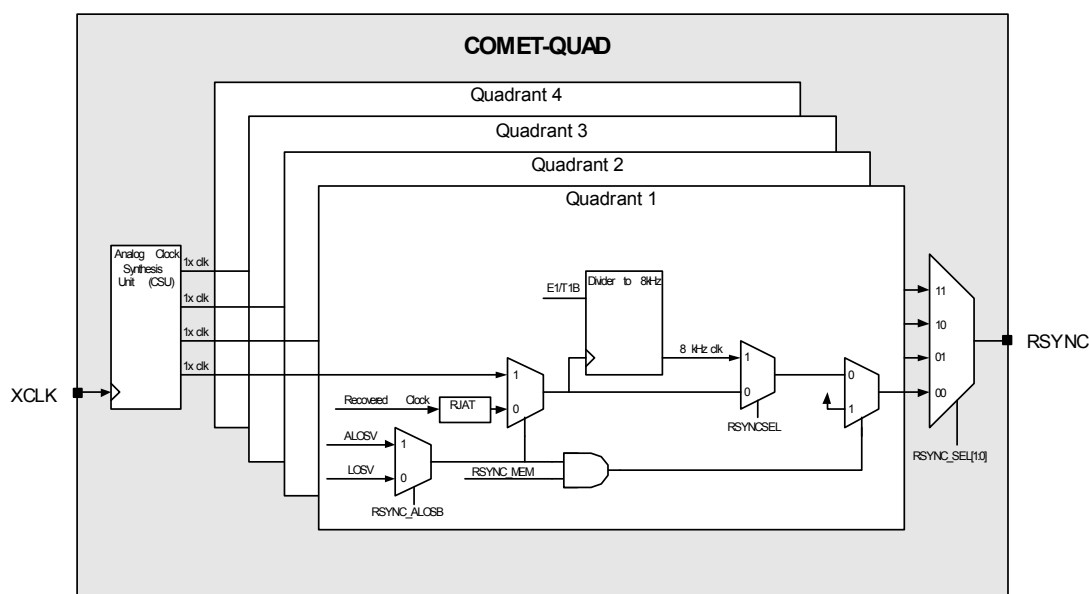 COMET-QUAD
Quadrant 4
Quadrant 3
Quadrant 2
Quadrant 1
Analog Clock
Synthesis
Unit (CSU)
1x clk
1x clk
1x clk
1x clk
XCLK
E1/T1B
Divider to 8kHz
8 kHz clk
1
0
Recovered Clock
RJAT
1
0
RSYNCSEL
0
1
ALOSV
1
LOSV
0
RSYNC_ALOSB
RSYNC_MEM
11
10
01
00
RSYNC_SEL[1:0]
RSYNC